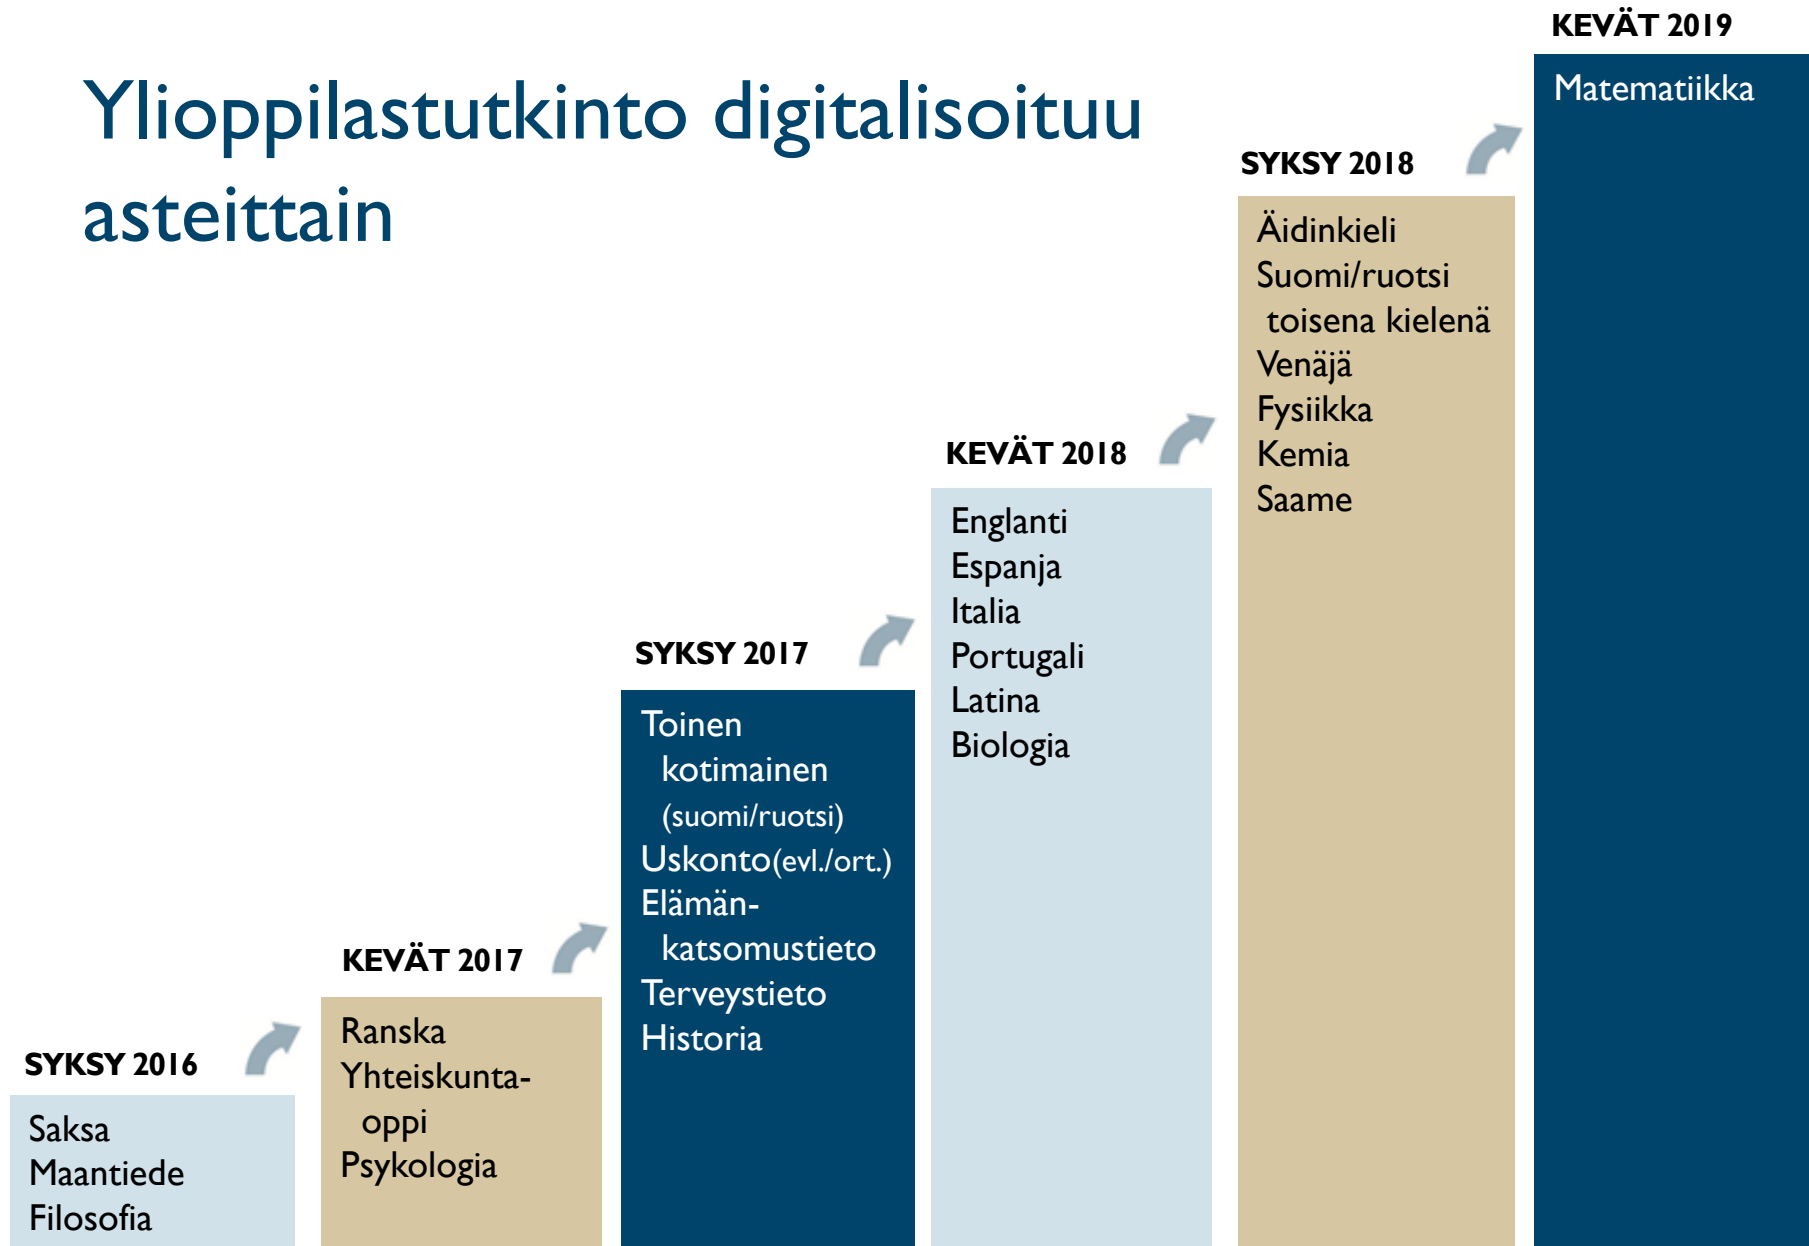 Ylioppilastutkinto digitalisoituu
asteittain
SYKSY 2016
Saksa
Maantiede
Filosofia
KEVÄT 2017
Ranska
Yhteiskunta-
oppi
Psykologia
SYKSY 2017
Toinen
kotimainen
(suomi/ruotsi)
Uskonto(evl./ort.)
Elämän-
katsomustieto
Terveystieto
Historia
KEVÄT 2018
Englanti
Espanja
Italia
Portugali
Latina
Biologia
SYKSY 2018
Äidinkieli
Suomi/ruotsi
toisena kielenä
Venäjä
Fysiikka
Kemia
Saame
KEVÄT 2019
Matematiikka